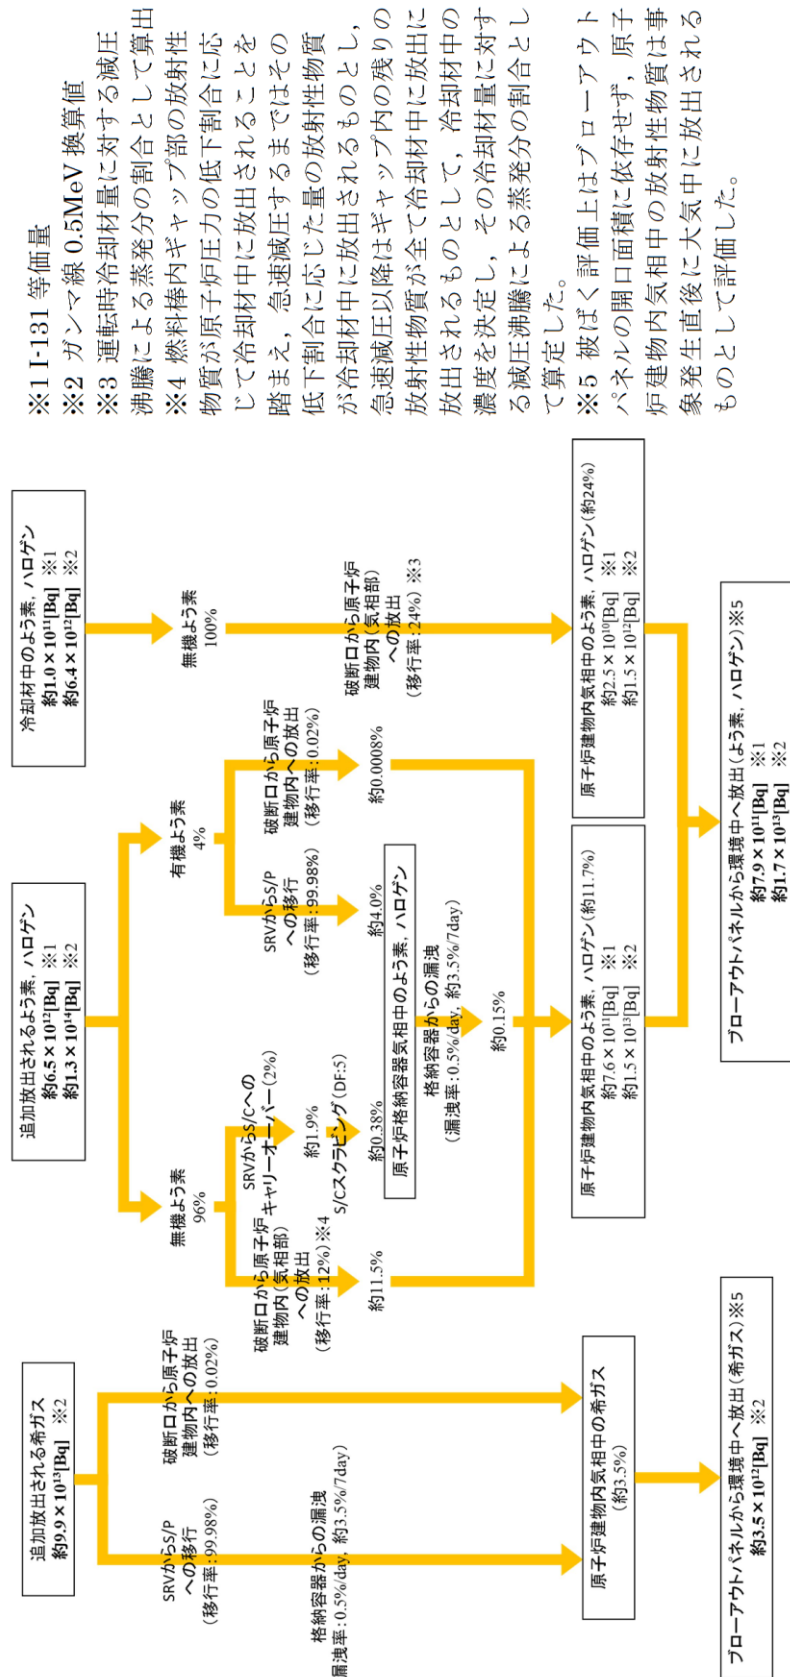 追加放出される希ガス
約9.9×10¹³[Bq] ※2
SRVからS/P
への移行
(移行率:99.98%)
破断口から原子炉
建物内への放出
(移行率:0.02%)
格納容器からの漏洩
漏洩率:0.5%/day, 約3.5%/7day)
原子炉建物内気相中の希ガス
(約3.5%)
ブローアウトパネルから環境中へ放出(希ガス)※5
約3.5×10¹²[Bq] ※2
追加放出されるよう素, ハロゲン
約6.5×10¹²[Bq] ※1
約1.3×10¹⁴[Bq] ※2
無機よう素
96%
有機よう素
4%
破断口から原子炉
建物内(気相部)
への放出
(移行率:12%)※4
SRVからS/Cへの
キャリーオーバー(2%)
SRVからS/P
への移行
(移行率:99.98%)
破断口から原子炉
建物内への放出
(移行率:0.02%)
約1.9%
S/Cスクラビング(DF:5)
約11.5%
約0.38%
約4.0%
約0.0008%
原子炉格納容器気相中のよう素, ハロゲン
格納容器からの漏洩
(漏洩率:0.5%/day, 約3.5%/7day)
約0.15%
原子炉建物内気相中のよう素, ハロゲン(約11.7%)
約7.6×10¹¹[Bq] ※1
約1.5×10¹³[Bq] ※2
冷却材中のよう素, ハロゲン
約1.0×10¹¹[Bq] ※1
約6.4×10¹²[Bq] ※2
無機よう素
100%
破断口から原子炉
建物内(気相部)
への放出
(移行率:24%) ※3
原子炉建物内気相中のよう素, ハロゲン(約24%)
約2.5×10¹⁰[Bq] ※1
約1.5×10¹²[Bq] ※2
ブローアウトパネルから環境中へ放出(よう素, ハロゲン)※5
約7.9×10¹¹[Bq] ※1
約1.7×10¹³[Bq] ※2
※1 I-131 等価量
※2 ガンマ線 0.5MeV 換算値
※3 運転時冷却材量に対する減圧
沸騰による蒸発分の割合として算出
※4 燃料棒内ギャップ部の放射性
物質が原子炉圧力の低下割合に応
じて冷却材中に放出されることを
踏まえ，急速減圧するまではその
低下割合に応じた量の放射性物質
が冷却材中に放出されるものとし，
急速減圧以降はギャップ内の残りの
放射性物質が全て冷却材中に放出に
放出されるものとして，冷却材中の
濃度を決定し，その冷却材量に対す
る減圧沸騰による蒸発分の割合とし
て算定した。
※5 被ばく評価上はブローアウト
パネルの開口面積に依存せず，原子
炉建物内気相中の放射性物質は事
象発生直後に大気中に放出される
ものとして評価した。